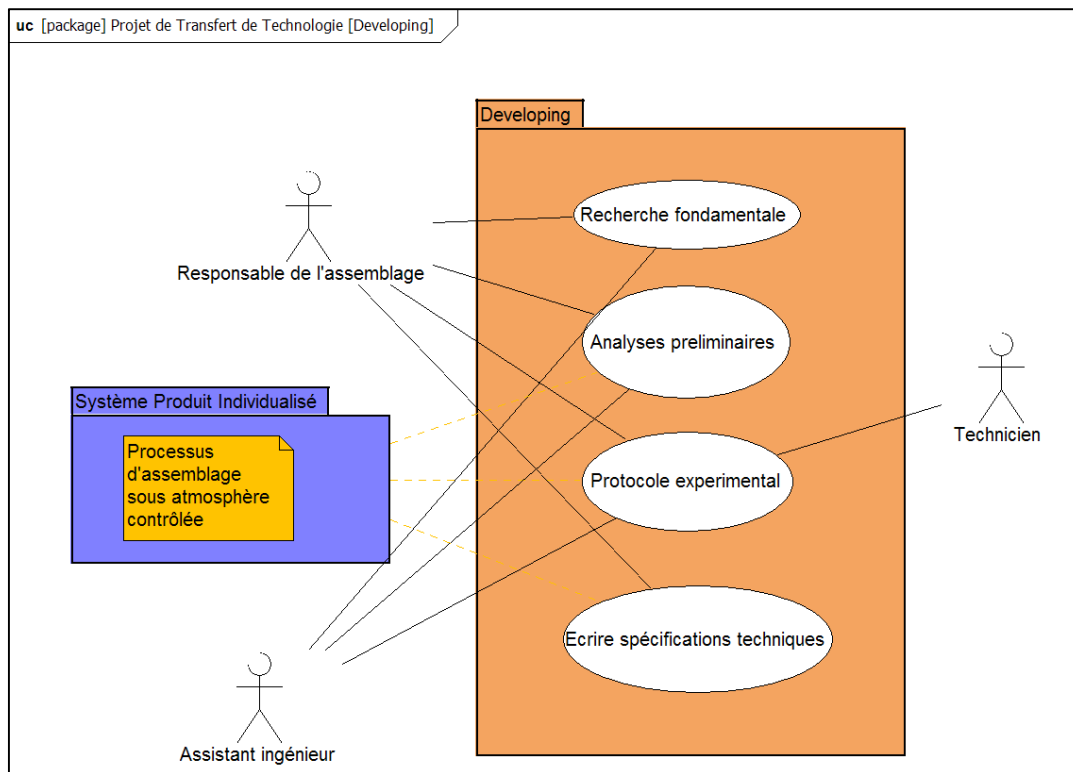 uc [package] Projet de Transfert de Technologie [Developing]
Developing
Recherche fondamentale
Responsable de l'assemblage
Analyses preliminaires
Système Produit Individualisé
Processus
d'assemblage
sous atmosphère
contrôlée
Technicien
Protocole experimental
Ecrire spécifications techniques
Assistant ingénieur